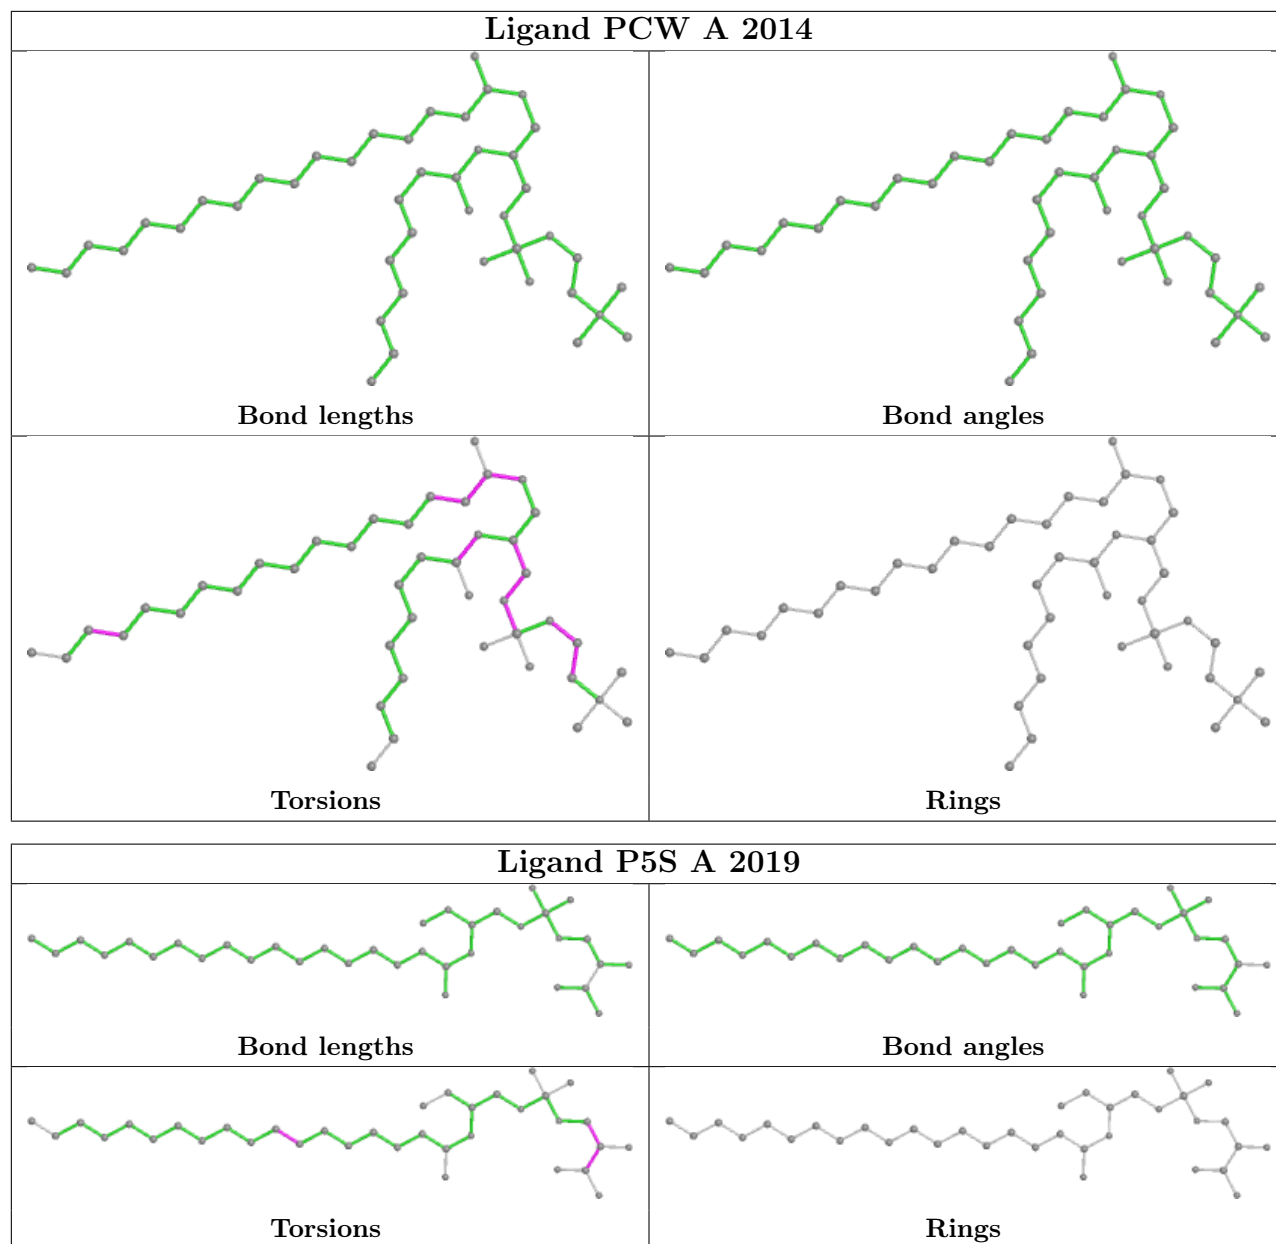 Ligand PCW A 2014
Bond lengths
Bond angles
Torsions
Rings
Ligand P5S A 2019
Bond lengths
Bond angles
Torsions
Rings